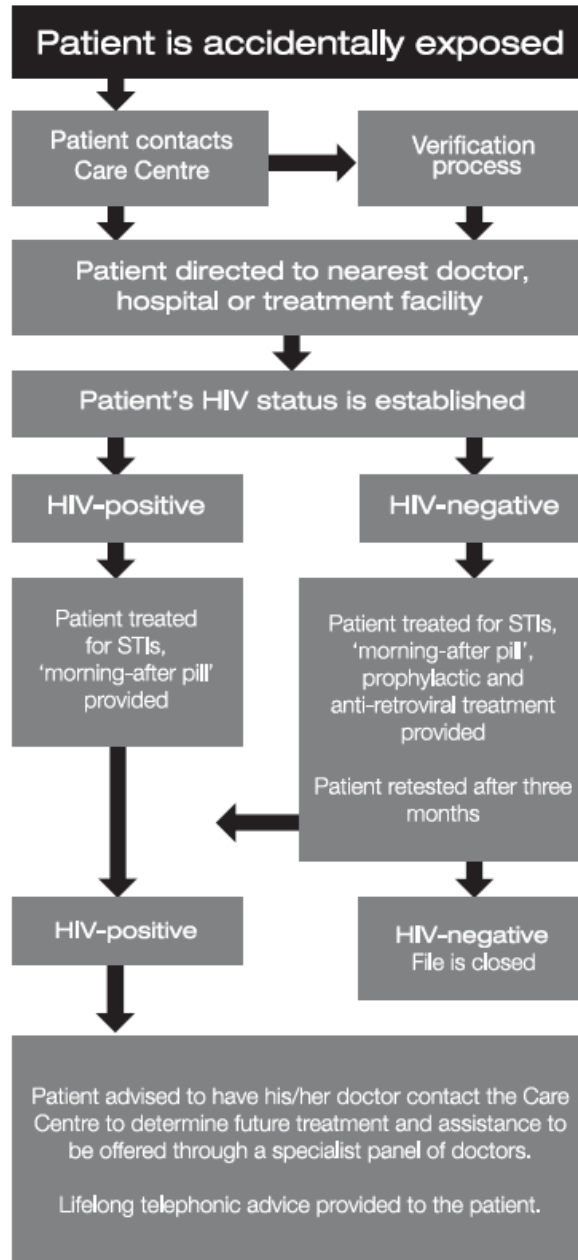 Patient is accidentally exposed
Patient contacts
Care Centre
Verification
process
Patient directed to nearest doctor,
hospital or treatment facility
Patient's HIV status is established
HIV-positive
HIV-negative
Patient treated
for STIs,
‘morning-after pill’
provided
Patient treated for STIs,
‘morning-after pill’,
prophylactic and
anti-retroviral treatment
provided
Patient retested after three
months
HIV-positive
HIV-negative
File is closed
Patient advised to have his/her doctor contact the Care
Centre to determine future treatment and assistance to
be offered through a specialist panel of doctors.
Lifelong telephonic advice provided to the patient.